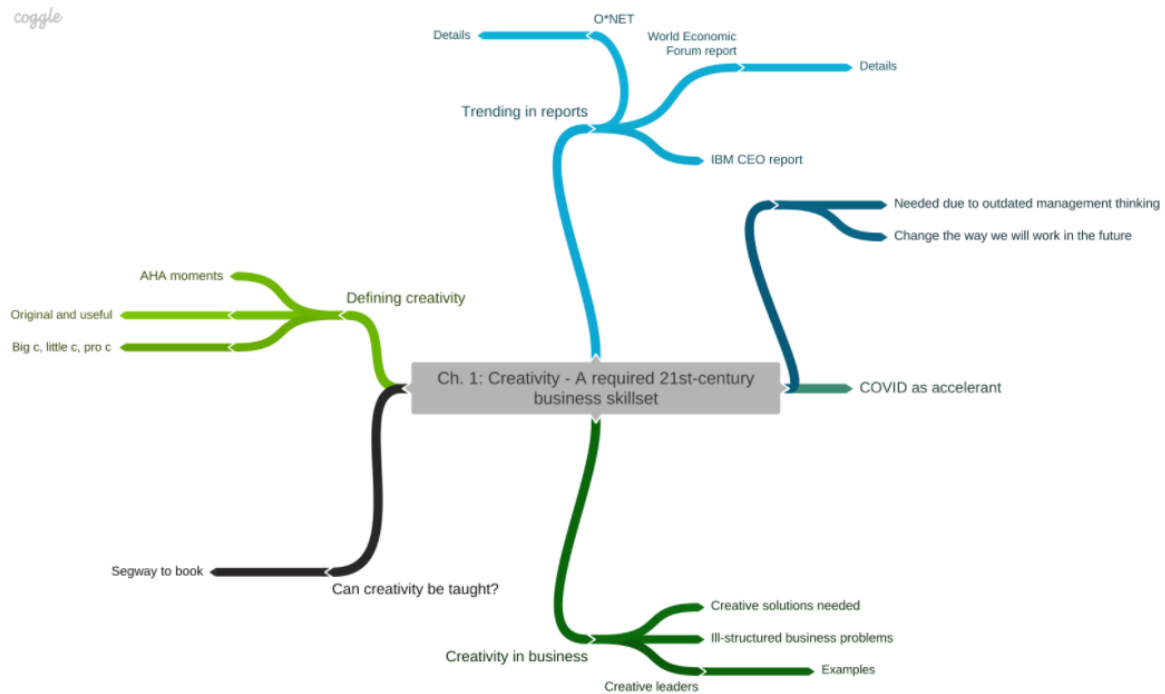 coggle
O*NET
Details
World Economic
Forum report
Details
Trending in reports
IBM CEO report
Needed due to outdated management thinking
Change the way we will work in the future
AHA moments
Defining creativity
Original and useful
Big c, little c, pro c
Ch. 1: Creativity - A required 21st-century
business skillset
COVID as accelerant
Segway to book
Can creativity be taught?
Creative solutions needed
Ill-structured business problems
Creativity in business
Examples
Creative leaders